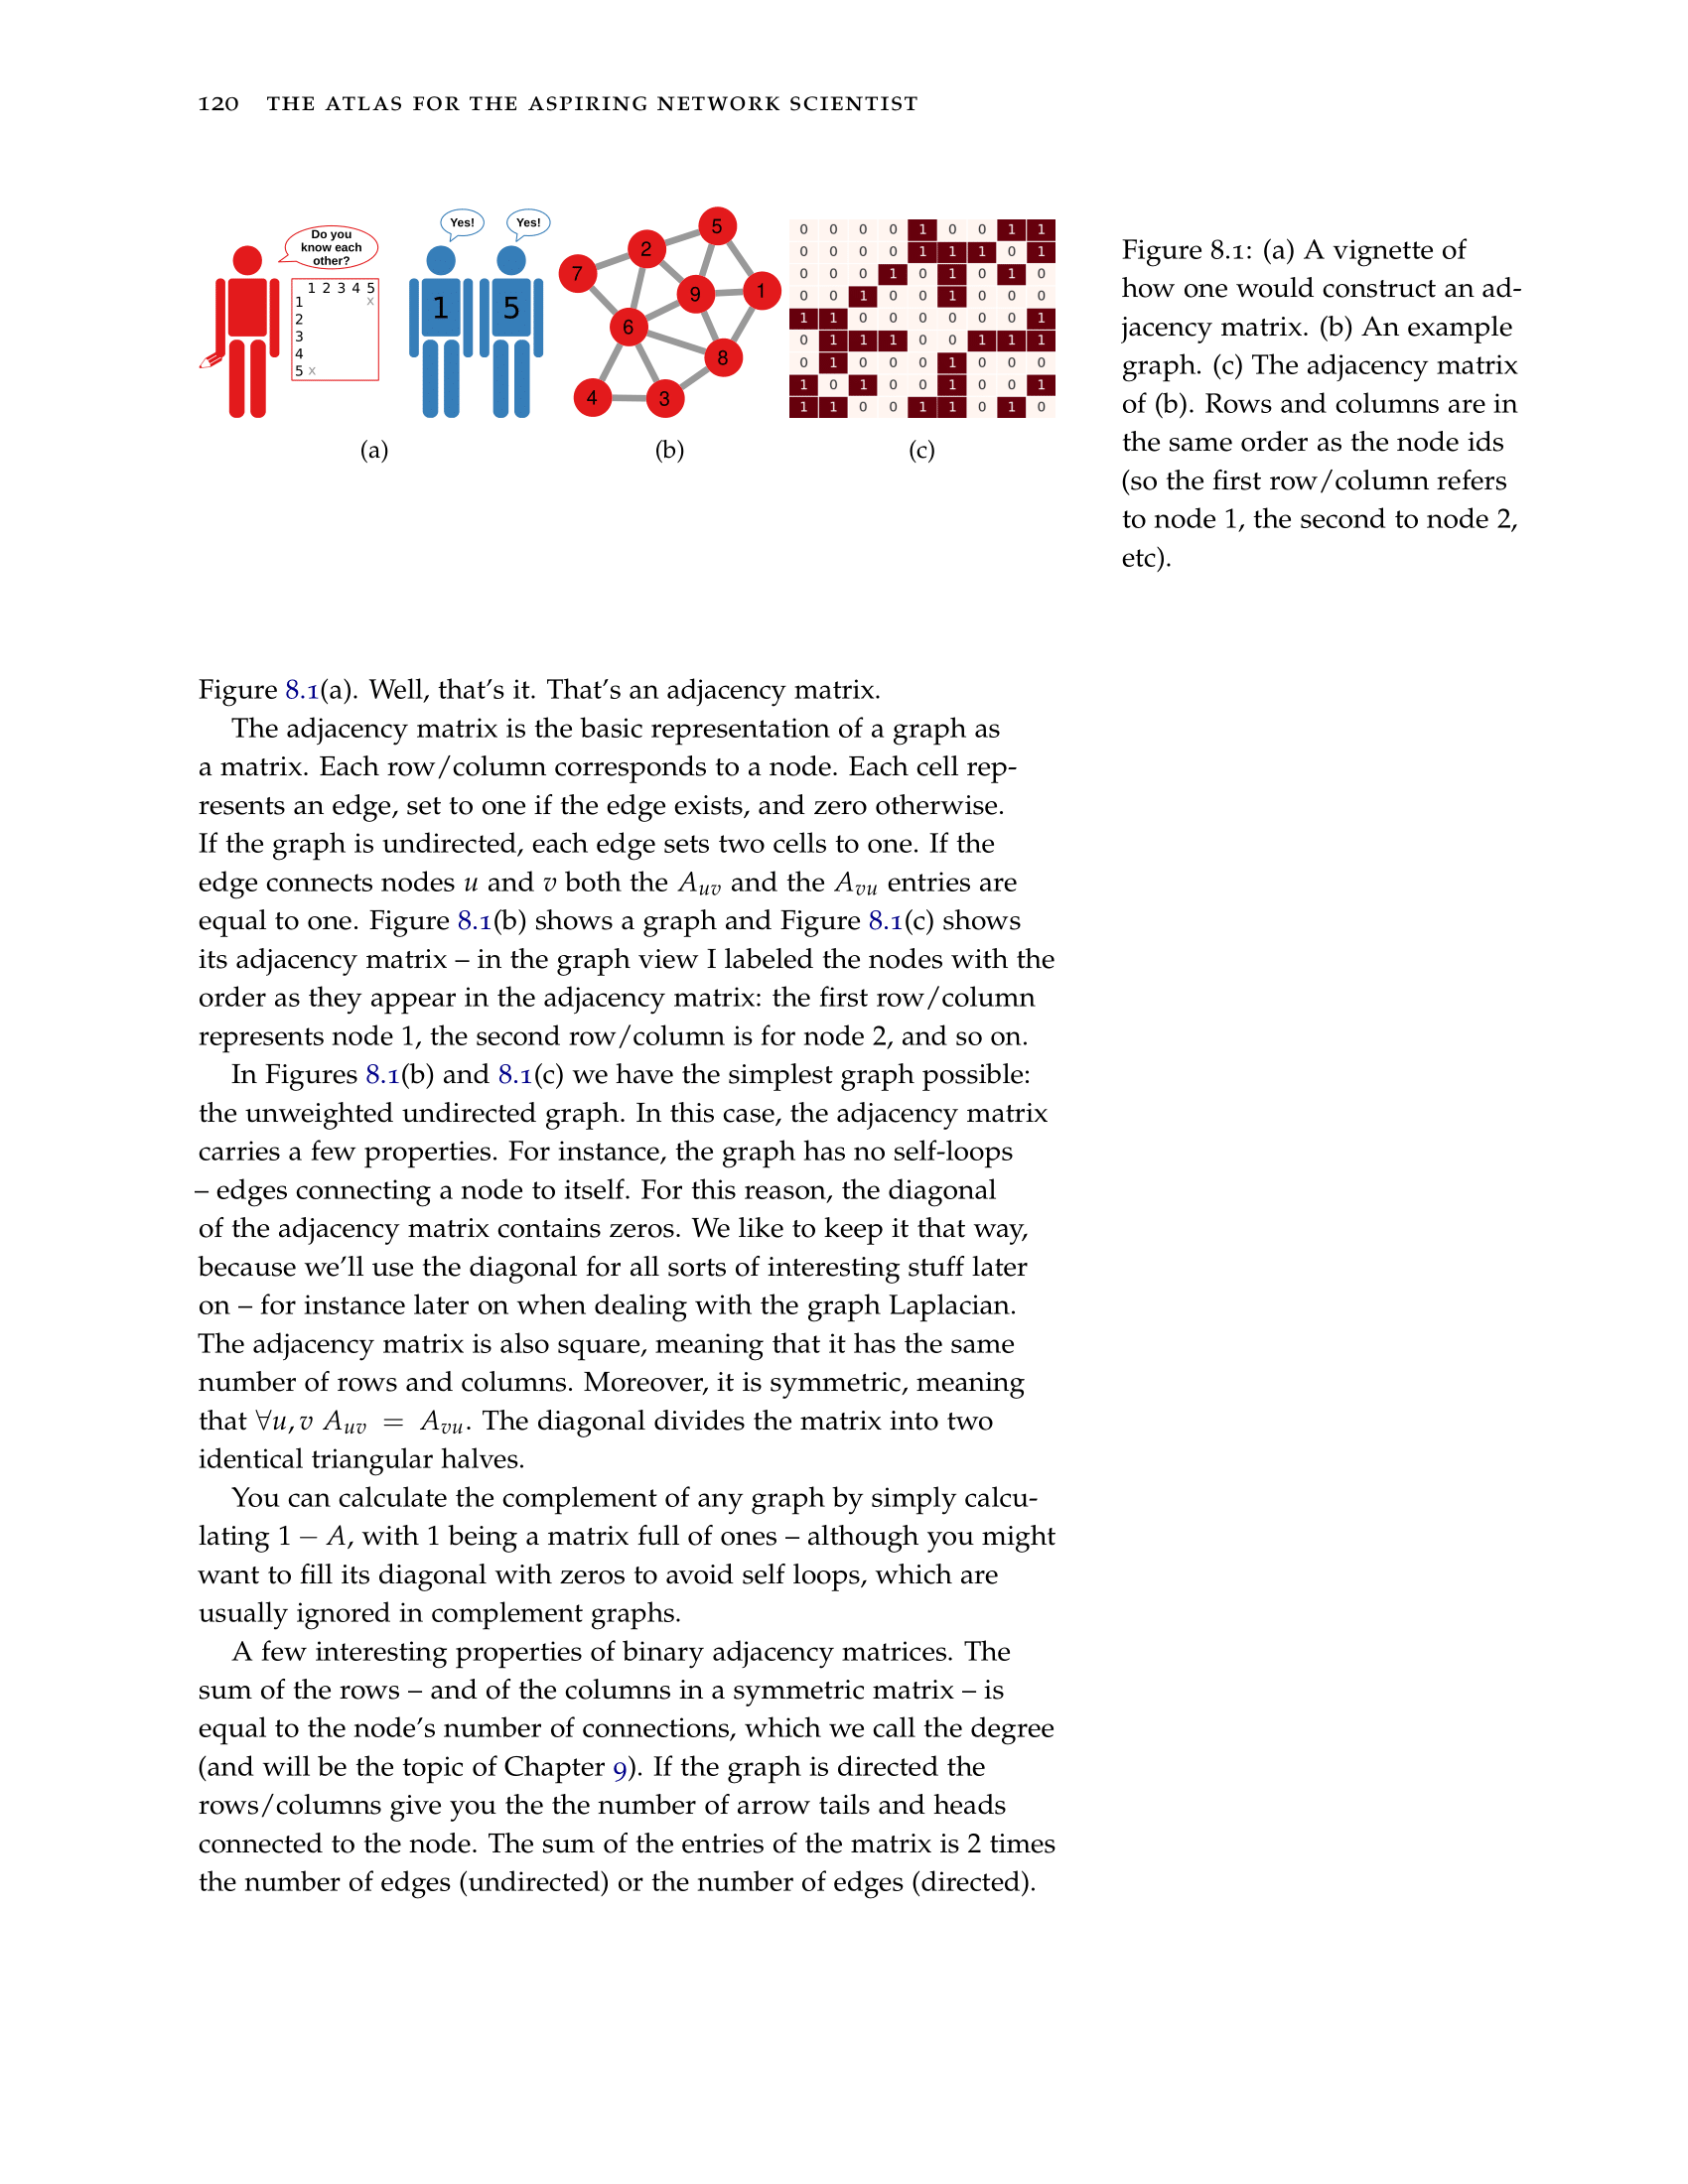 120 THE ATLAS FOR THE ASPIRING NETWORK SCIENTIST
Do you
know each
other?
1 2 3 4 5
1 x
2
3
4
5 x
Yes!
Yes!
1
5
(a)
5
2
7
9
1
6
8
4
3
(b)
0 0 0 0 1 0 0 1 1
0 0 0 0 1 1 1 0 1
0 0 0 1 0 1 0 1 0
0 0 1 0 0 1 0 0 0
1 1 0 0 0 0 0 0 1
0 1 1 1 0 0 1 1 1
0 1 0 0 0 1 0 0 0
1 0 1 0 0 1 0 0 1
1 1 0 0 1 1 0 1 0
(c)
Figure 8.1: (a) A vignette of
how one would construct an ad-
jacency matrix. (b) An example
graph. (c) The adjacency matrix
of (b). Rows and columns are in
the same order as the node ids
(so the first row/column refers
to node 1, the second to node 2,
etc).
Figure 8.1(a). Well, that's it. That's an adjacency matrix.
The adjacency matrix is the basic representation of a graph as
a matrix. Each row/column corresponds to a node. Each cell rep-
resents an edge, set to one if the edge exists, and zero otherwise.
If the graph is undirected, each edge sets two cells to one. If the
edge connects nodes u and v both the Auv and the Avu entries are
equal to one. Figure 8.1(b) shows a graph and Figure 8.1(c) shows
its adjacency matrix – in the graph view I labeled the nodes with the
order as they appear in the adjacency matrix: the first row/column
represents node 1, the second row/column is for node 2, and so on.
In Figures 8.1(b) and 8.1(c) we have the simplest graph possible:
the unweighted undirected graph. In this case, the adjacency matrix
carries a few properties. For instance, the graph has no self-loops
– edges connecting a node to itself. For this reason, the diagonal
of the adjacency matrix contains zeros. We like to keep it that way,
because we'll use the diagonal for all sorts of interesting stuff later
on – for instance later on when dealing with the graph Laplacian.
The adjacency matrix is also square, meaning that it has the same
number of rows and columns. Moreover, it is symmetric, meaning
that ∀u, v Auv = Avu. The diagonal divides the matrix into two
identical triangular halves.
You can calculate the complement of any graph by simply calcu-
lating 1 − A, with 1 being a matrix full of ones – although you might
want to fill its diagonal with zeros to avoid self loops, which are
usually ignored in complement graphs.
A few interesting properties of binary adjacency matrices. The
sum of the rows – and of the columns in a symmetric matrix – is
equal to the node's number of connections, which we call the degree
(and will be the topic of Chapter 9). If the graph is directed the
rows/columns give you the the number of arrow tails and heads
connected to the node. The sum of the entries of the matrix is 2 times
the number of edges (undirected) or the number of edges (directed).